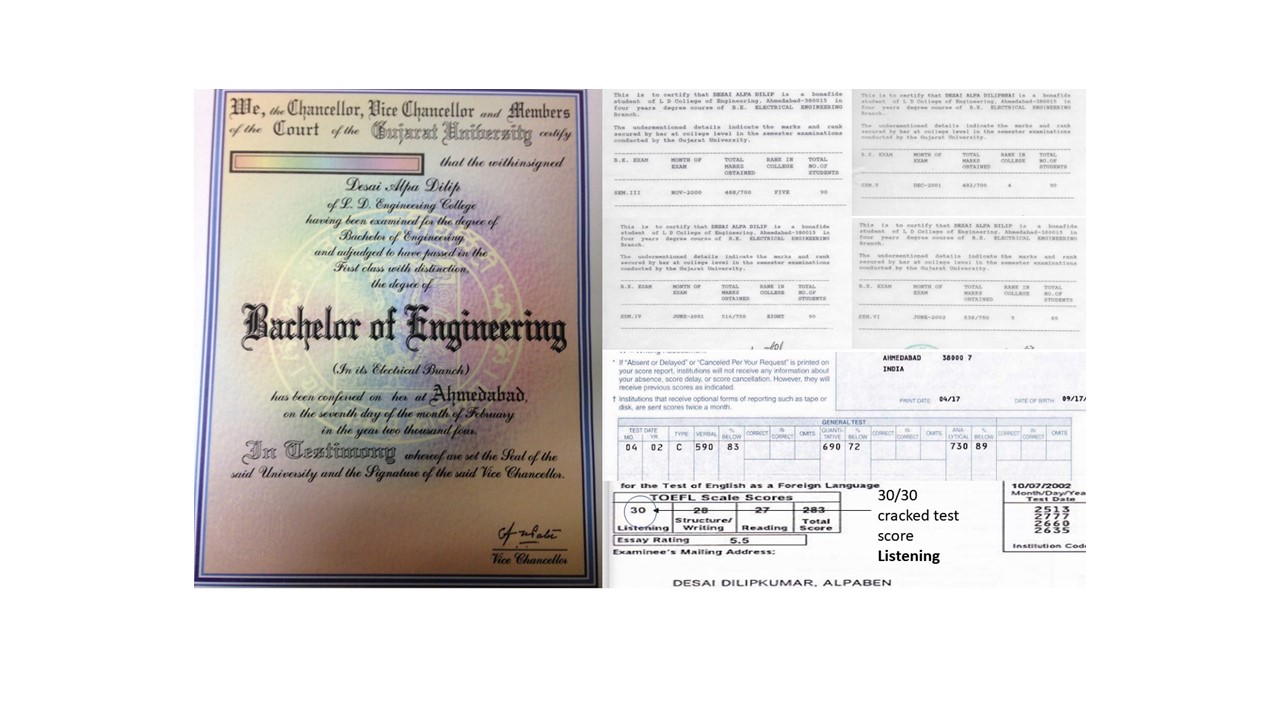 We, the Chancellor, Vice Chancellor and Members
of the Court of the Gujarat University certify
that the withinsigned
Desai Alpa Dilip
of L. D. Engineering College
having been examined for the degree of
Bachelor of Engineering
and adjudged to have passed in the
First class with distinction,
the degree of
Bachelor of Engineering
(In its Electrical Branch)
has been conferred on her at Ahmedabad,
on the seventh day of the month of February
in the year two thousand four.
In Testimony whereof are set the Seal of the
said University and the Signature of the said Vice Chancellor.
Vice Chancellor
This is to certify that DESAI ALPA DILIP is a bonafide
student of L D College of Engineering, Ahmedabad-380015 in
four years degree course of B.E. ELECTRICAL ENGINEERING
Branch.
The undermentioned details indicate the marks and rank
secured by her at college level in the semester examinations
conducted by the Gujarat University.
B.E. EXAM MONTH OF TOTAL RANK IN TOTAL
EXAM MARKS COLLEGE NO.OF
OBTAINED STUDENTS
SEM.III NOV-2000 488/700 FIVE 90
This is to certify that DESAI ALPA DILIPBHAI is a bonafide
student of L D College of Engineering, Ahmedabad-380015 in
four years degree course of B.E. ELECTRICAL ENGINEERING
Branch.
The undermentioned details indicate the marks and rank
secured by her at college level in the semester examinations
conducted by the Gujarat University.
B.E. EXAM MONTH OF TOTAL RANK IN TOTAL
EXAM MARKS COLLEGE NO.OF
OBTAINED STUDENTS
SEM.V DEC-2001 482/700 4 90
This is to certify that DESAI ALPA DILIP is a bonafide
student of L D College of Engineering, Ahmedabad-380015 in
four years degree course of B.E. ELECTRICAL ENGINEERING
Branch.
The undermentioned details indicate the marks and rank
secured by her at college level in the semester examinations
conducted by the Gujarat University.
B.E. EXAM MONTH OF TOTAL RANK IN TOTAL
EXAM MARKS COLLEGE NO.OF
OBTAINED STUDENTS
SEM.IV JUNE-2001 516/750 EIGHT 90
This is to certify that DESAI ALPA DILIP is a bonafide
student of L D College of Engineering, Ahmedabad-380015 in
four years degree course of B.E. ELECTRICAL ENGINEERING
Branch.
The undermentioned details indicate the marks and rank
secured by her at college level in the semester examinations
conducted by the Gujarat University.
B.E. EXAM MONTH OF TOTAL RANK IN TOTAL
EXAM MARKS COLLEGE NO.OF
OBTAINED STUDENTS
SEM.VI JUNE-2002 538/750
* If "Absent or Delayed" or "Canceled Per Your Request" is printed on
your score report, institutions will not receive any information about
your absence, score delay, or score cancellation. However, they will
receive previous scores as indicated.
† Institutions that receive optional forms of reporting such as tape or
disk, are sent scores twice a month.
AHMEDABAD 38000 7
INDIA
PRINT DATE 04/17 DATE OF BIRTH 09/17/
GENERAL TEST
TEST DATE TYPE VERBAL % CORRECT IN OMITS QUANTI- % CORRECT IN OMITS ANA- % CORRECT IN OMITS
MO. YR. BELOW CORRECT TATIVE BELOW CORRECT LYTICAL BELOW CORRECT
04 02 C 590 83 690 72 730 89
for the Test of English as a Foreign Language
TOEFL Scale Scores
30 28 27 283
Listening Structure/ Writing Reading Total Score
Essay Rating 5.5
Examinee's Mailing Address:
DESAI DILIPKUMAR, ALPABEN
30/30
cracked test
score
Listening
10/07/2002
Month/Day/Yea
Test Date
2513
2777
2660
2635
Institution Code